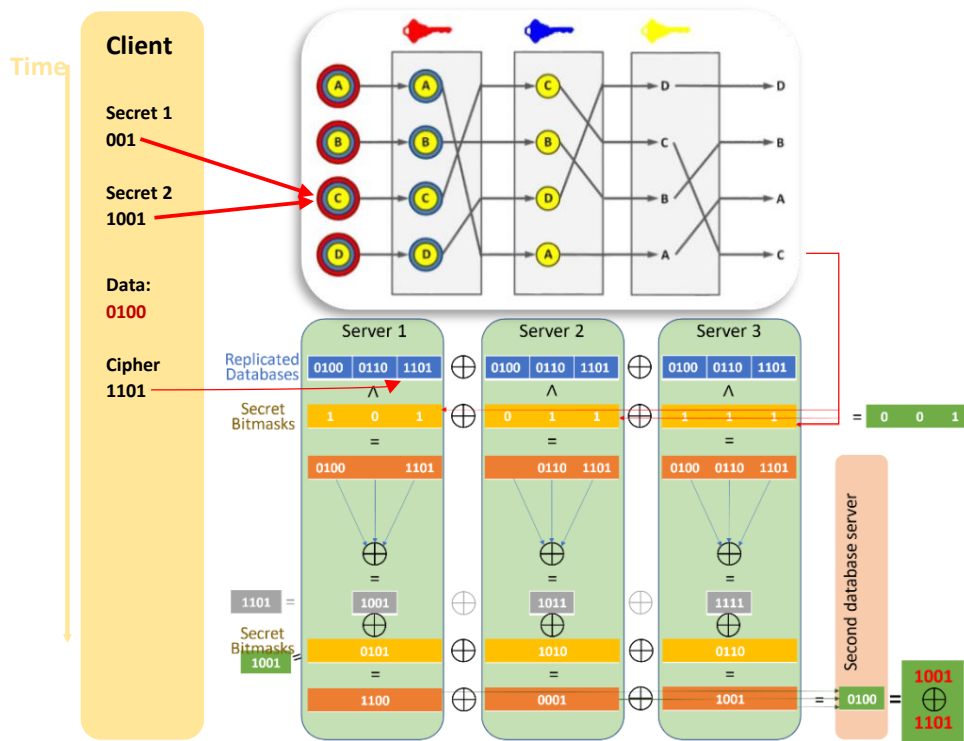 Time
Client
Secret 1
001
Secret 2
1001
Data:
0100
Cipher
1101
A A C D D
B B B C B
C C D B A
D D A A C
Server 1 Server 2 Server 3
Replicated
Databases
0100 0110 1101 ⊕ 0100 0110 1101 ⊕ 0100 0110 1101
^ ^ ^
Secret
Bitmasks
1 0 1 ⊕ 0 1 1 ⊕ 1 1 1 = 0 0 1
= = =
0100 1101 0110 1101 0100 0110 1101
⊕ ⊕ ⊕
= = =
1101 = 1001 ⊕ 1011 ⊕ 1111
⊕ ⊕ ⊕
Secret
Bitmasks
1001 = 0101 ⊕ 1010 ⊕ 0110
= = =
1100 ⊕ 0001 ⊕ 1001 = 0100 =
Second database server
1001
⊕
1101